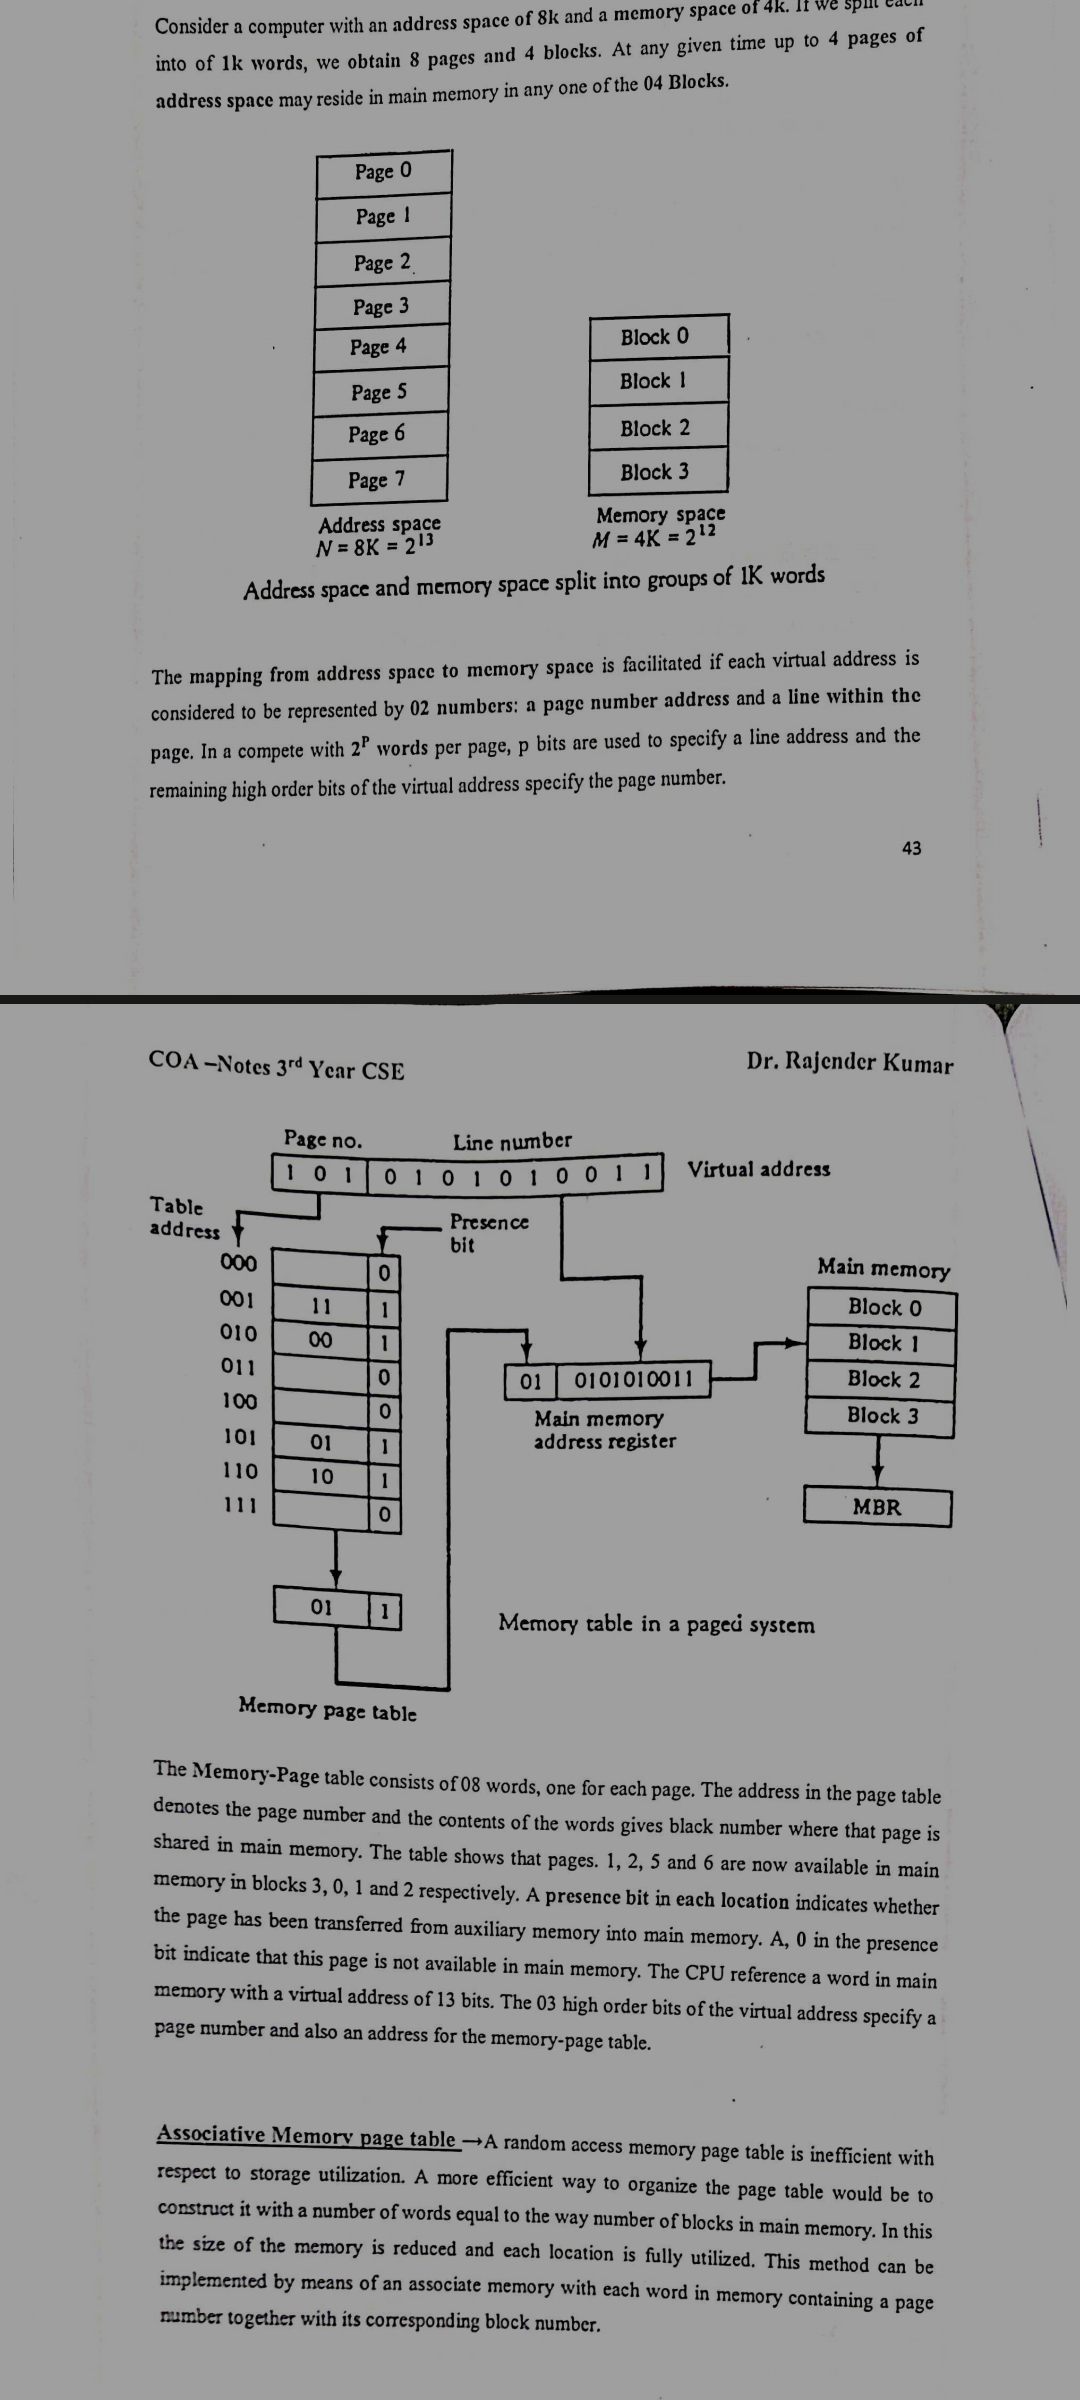 Consider a computer with an address space of 8k and a memory space of 4k. If we split each
into of 1k words, we obtain 8 pages and 4 blocks. At any given time up to 4 pages of
address space may reside in main memory in any one of the 04 Blocks.
Page 0
Page 1
Page 2
Page 3
Page 4
Page 5
Page 6
Page 7
Address space
N = 8K = 2¹³
Block 0
Block 1
Block 2
Block 3
Memory space
M = 4K = 2¹²
Address space and memory space split into groups of 1K words
The mapping from address space to memory space is facilitated if each virtual address is
considered to be represented by 02 numbers: a page number address and a line within the
page. In a compete with 2ᴾ words per page, p bits are used to specify a line address and the
remaining high order bits of the virtual address specify the page number.
43
COA –Notes 3rd Year CSE
Dr. Rajender Kumar
Page no.
Line number
1 0 1 0 1 0 1 0 1 0 0 1 1
Virtual address
Table
address
Presence
bit
000 0
001 11 1
010 00 1
011 0
100 0
101 01 1
110 10 1
111 0
01 1
Memory page table
01 0101010011
Main memory
address register
Main memory
Block 0
Block 1
Block 2
Block 3
MBR
Memory table in a paged system
The Memory-Page table consists of 08 words, one for each page. The address in the page table
denotes the page number and the contents of the words gives black number where that page is
shared in main memory. The table shows that pages. 1, 2, 5 and 6 are now available in main
memory in blocks 3, 0, 1 and 2 respectively. A presence bit in each location indicates whether
the page has been transferred from auxiliary memory into main memory. A, 0 in the presence
bit indicate that this page is not available in main memory. The CPU reference a word in main
memory with a virtual address of 13 bits. The 03 high order bits of the virtual address specify a
page number and also an address for the memory-page table.
Associative Memory page table →A random access memory page table is inefficient with
respect to storage utilization. A more efficient way to organize the page table would be to
construct it with a number of words equal to the way number of blocks in main memory. In this
the size of the memory is reduced and each location is fully utilized. This method can be
implemented by means of an associate memory with each word in memory containing a page
number together with its corresponding block number.